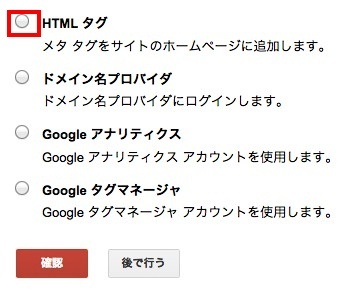 HTML タグ
メタ タグをサイトのホームページに追加します。
ドメイン名プロバイダ
ドメイン名プロバイダにログインします。
Google アナリティクス
Google アナリティクス アカウントを使用します。
Google タグマネージャ
Google タグマネージャ アカウントを使用します。
確認 後で行う